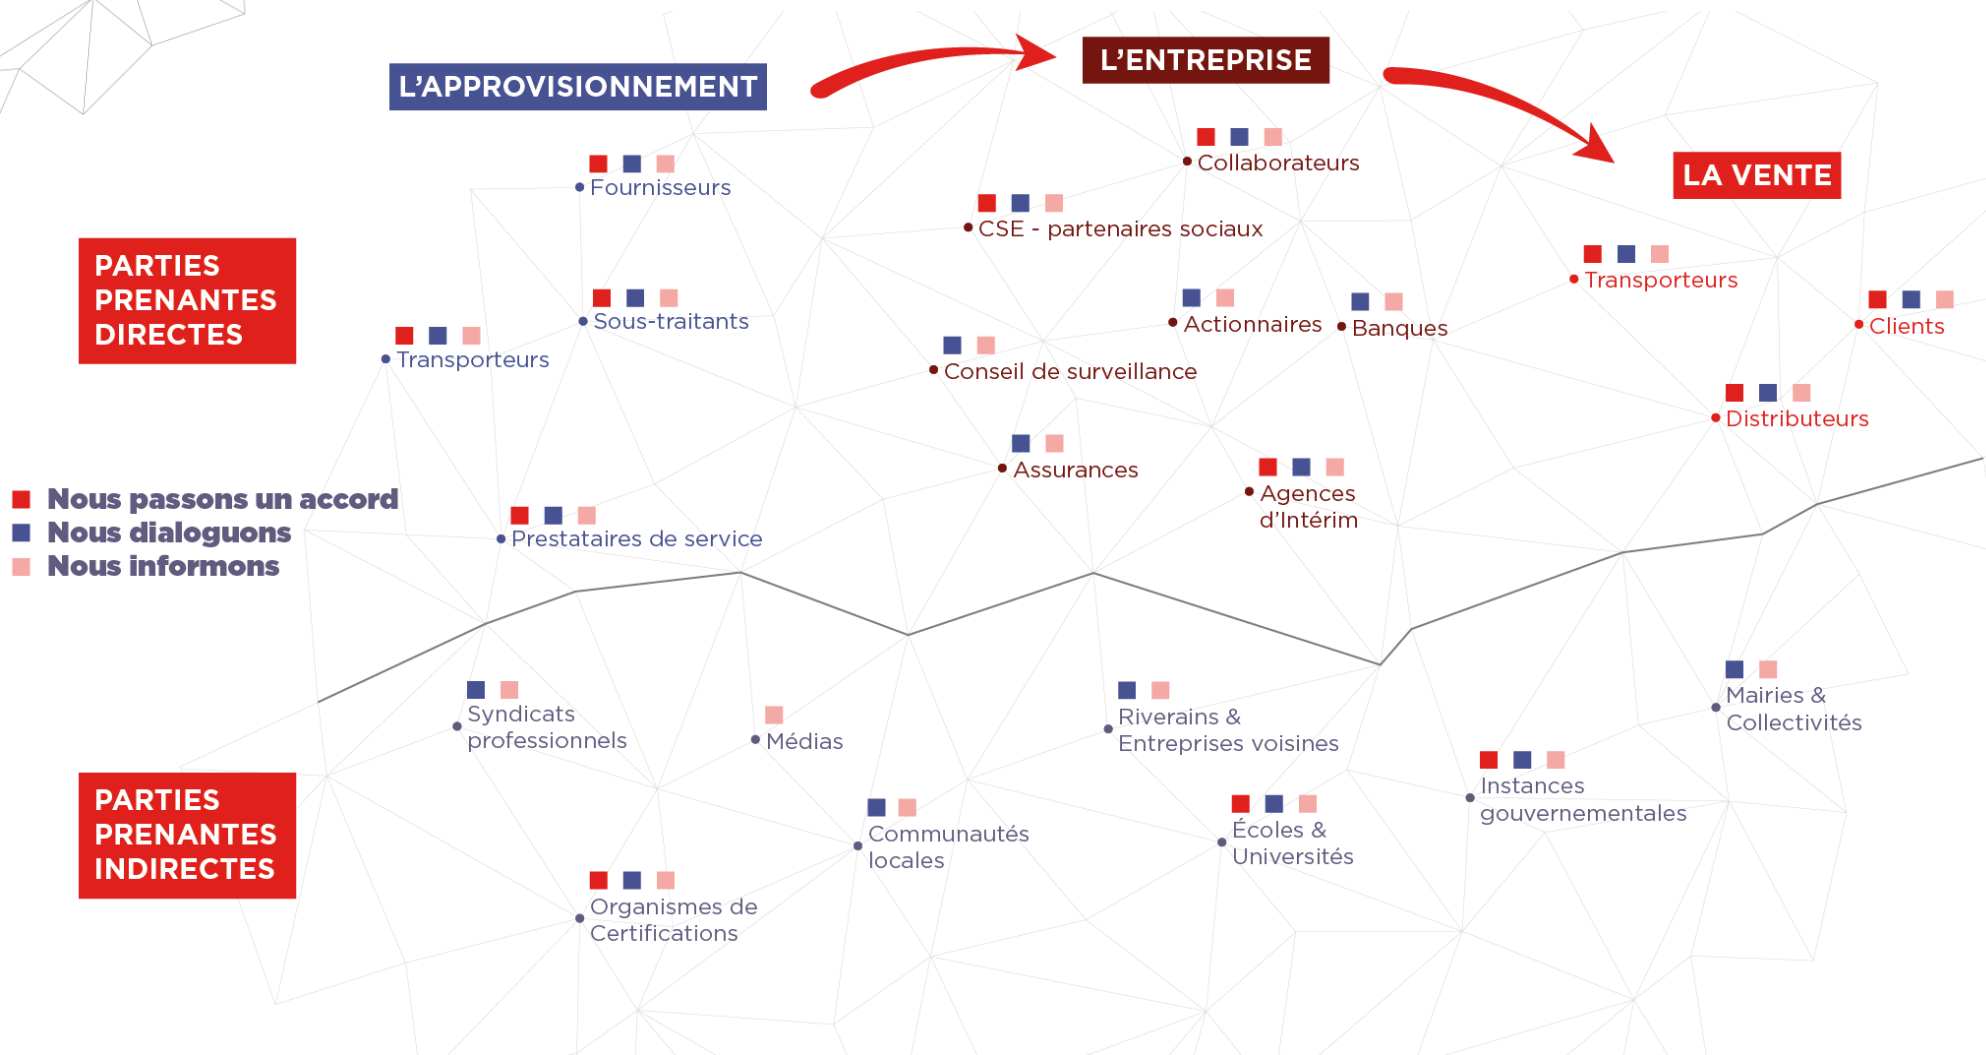 L'APPROVISIONNEMENT
L'ENTREPRISE
LA VENTE
PARTIES
PRENANTES
DIRECTES
Fournisseurs
Sous-traitants
Transporteurs
Prestataires de service
Collaborateurs
CSE - partenaires sociaux
Actionnaires
Banques
Conseil de surveillance
Assurances
Agences
d'Intérim
Transporteurs
Clients
Distributeurs
Nous passons un accord
Nous dialoguons
Nous informons
PARTIES
PRENANTES
INDIRECTES
Syndicats
professionnels
Médias
Riverains &
Entreprises voisines
Mairies &
Collectivités
Instances
gouvernementales
Communautés
locales
Écoles &
Universités
Organismes de
Certifications